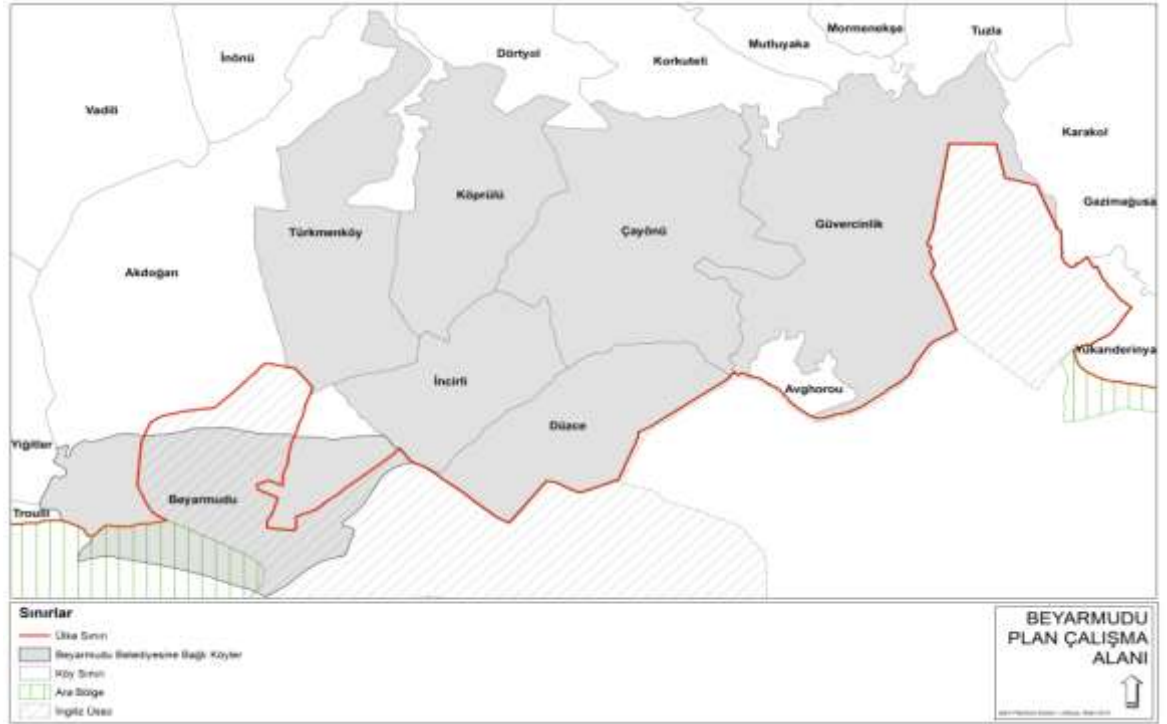 İnönü
Dörtyol
Mutluyaka
Mormenekşe
Tuzla
Korkuteli
Vadili
Karakol
Köprülü
Gazimağusa
Türkmenköy
Çayönü
Güvercinlik
Akdoğan
Yukarıderinya
İncirli
Avghorou
Düzce
Yiğitler
Beyarmudu
Troulli
Sınırlar
Ülke Sınırı
Beyarmudu Belediyesine Bağlı Köyler
Köy Sınırı
Ara Bölge
İngiliz Üssü
BEYARMUDU
PLAN ÇALIŞMA
ALANI